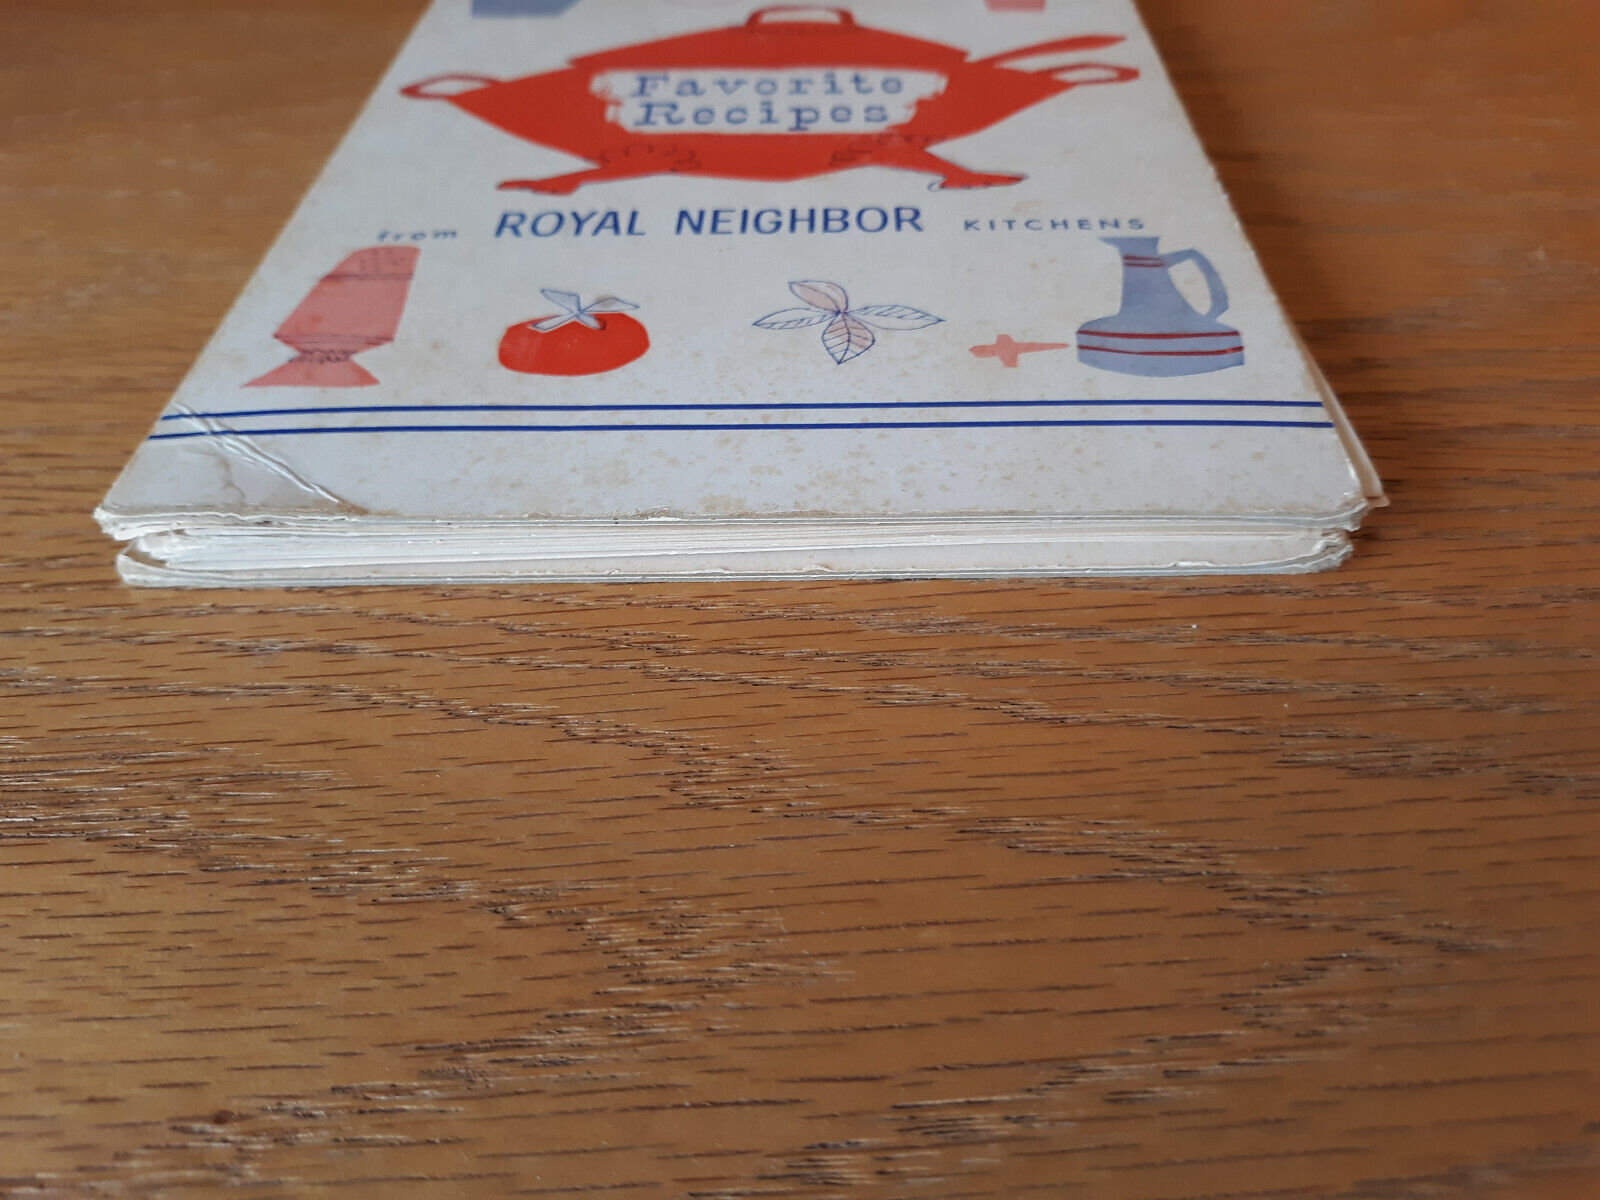 Favorite
Recipes
from ROYAL NEIGHBOR KITCHENS